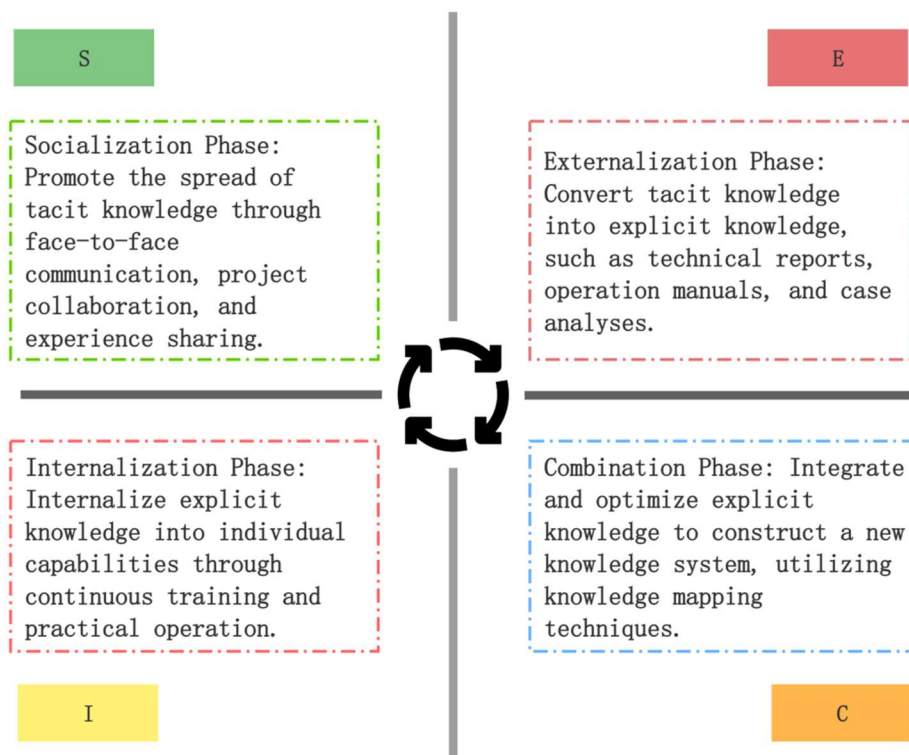 S
E
Socialization Phase:
Promote the spread of
tacit knowledge through
face-to-face
communication, project
collaboration, and
experience sharing.
Externalization Phase:
Convert tacit knowledge
into explicit knowledge,
such as technical reports,
operation manuals, and case
analyses.
Internalization Phase:
Internalize explicit
knowledge into individual
capabilities through
continuous training and
practical operation.
Combination Phase: Integrate
and optimize explicit
knowledge to construct a new
knowledge system, utilizing
knowledge mapping
techniques.
I
C